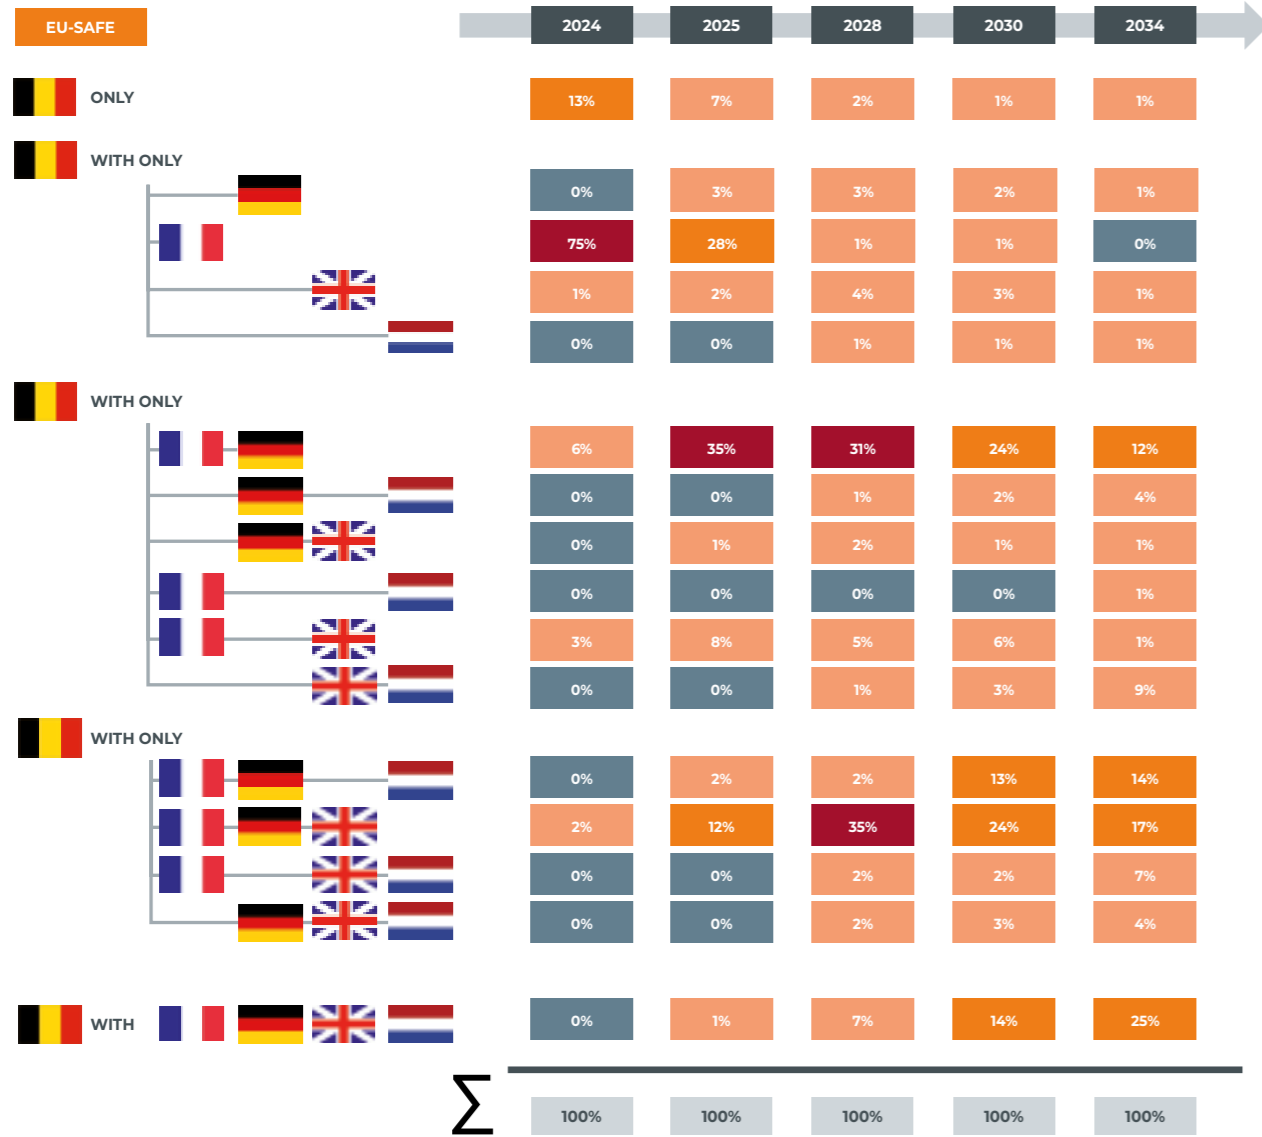 EU-SAFE 2024 2025 2028 2030 2034
ONLY 13% 7% 2% 1% 1%
WITH ONLY
0% 3% 3% 2% 1%
75% 28% 1% 1% 0%
1% 2% 4% 3% 1%
0% 0% 1% 1% 1%
WITH ONLY
6% 35% 31% 24% 12%
0% 0% 1% 2% 4%
0% 1% 2% 1% 1%
0% 0% 0% 0% 1%
3% 8% 5% 6% 1%
0% 0% 1% 3% 9%
WITH ONLY
0% 2% 2% 13% 14%
2% 12% 35% 24% 17%
0% 0% 2% 2% 7%
0% 0% 2% 3% 4%
WITH 0% 1% 7% 14% 25%
∑ 100% 100% 100% 100% 100%